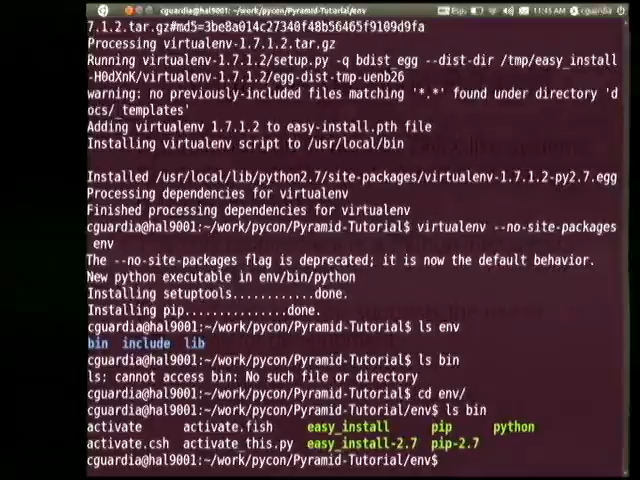 cguardia@hal9001: ~/work/pycon/Pyramid-Tutorial/env
11:45 AM
cguardia
7.1.2.tar.gz#md5=3be8a014c27340f48b56465f9109d9fa
Processing virtualenv-1.7.1.2.tar.gz
Running virtualenv-1.7.1.2/setup.py -q bdist_egg --dist-dir /tmp/easy_install
-H0dXnK/virtualenv-1.7.1.2/egg-dist-tmp-uenb26
warning: no previously-included files matching '*.*' found under directory 'd
ocs/_templates'
Adding virtualenv 1.7.1.2 to easy-install.pth file
Installing virtualenv script to /usr/local/bin
Installed /usr/local/lib/python2.7/site-packages/virtualenv-1.7.1.2-py2.7.egg
Processing dependencies for virtualenv
Finished processing dependencies for virtualenv
cguardia@hal9001:~/work/pycon/Pyramid-Tutorial$ virtualenv --no-site-packages
env
The --no-site-packages flag is deprecated; it is now the default behavior.
New python executable in env/bin/python
Installing setuptools............done.
Installing pip...............done.
cguardia@hal9001:~/work/pycon/Pyramid-Tutorial$ ls env
bin include lib
cguardia@hal9001:~/work/pycon/Pyramid-Tutorial$ ls bin
ls: cannot access bin: No such file or directory
cguardia@hal9001:~/work/pycon/Pyramid-Tutorial$ cd env/
cguardia@hal9001:~/work/pycon/Pyramid-Tutorial/env$ ls bin
activate activate.fish easy_install pip python
activate.csh activate_this.py easy_install-2.7 pip-2.7
cguardia@hal9001:~/work/pycon/Pyramid-Tutorial/env$